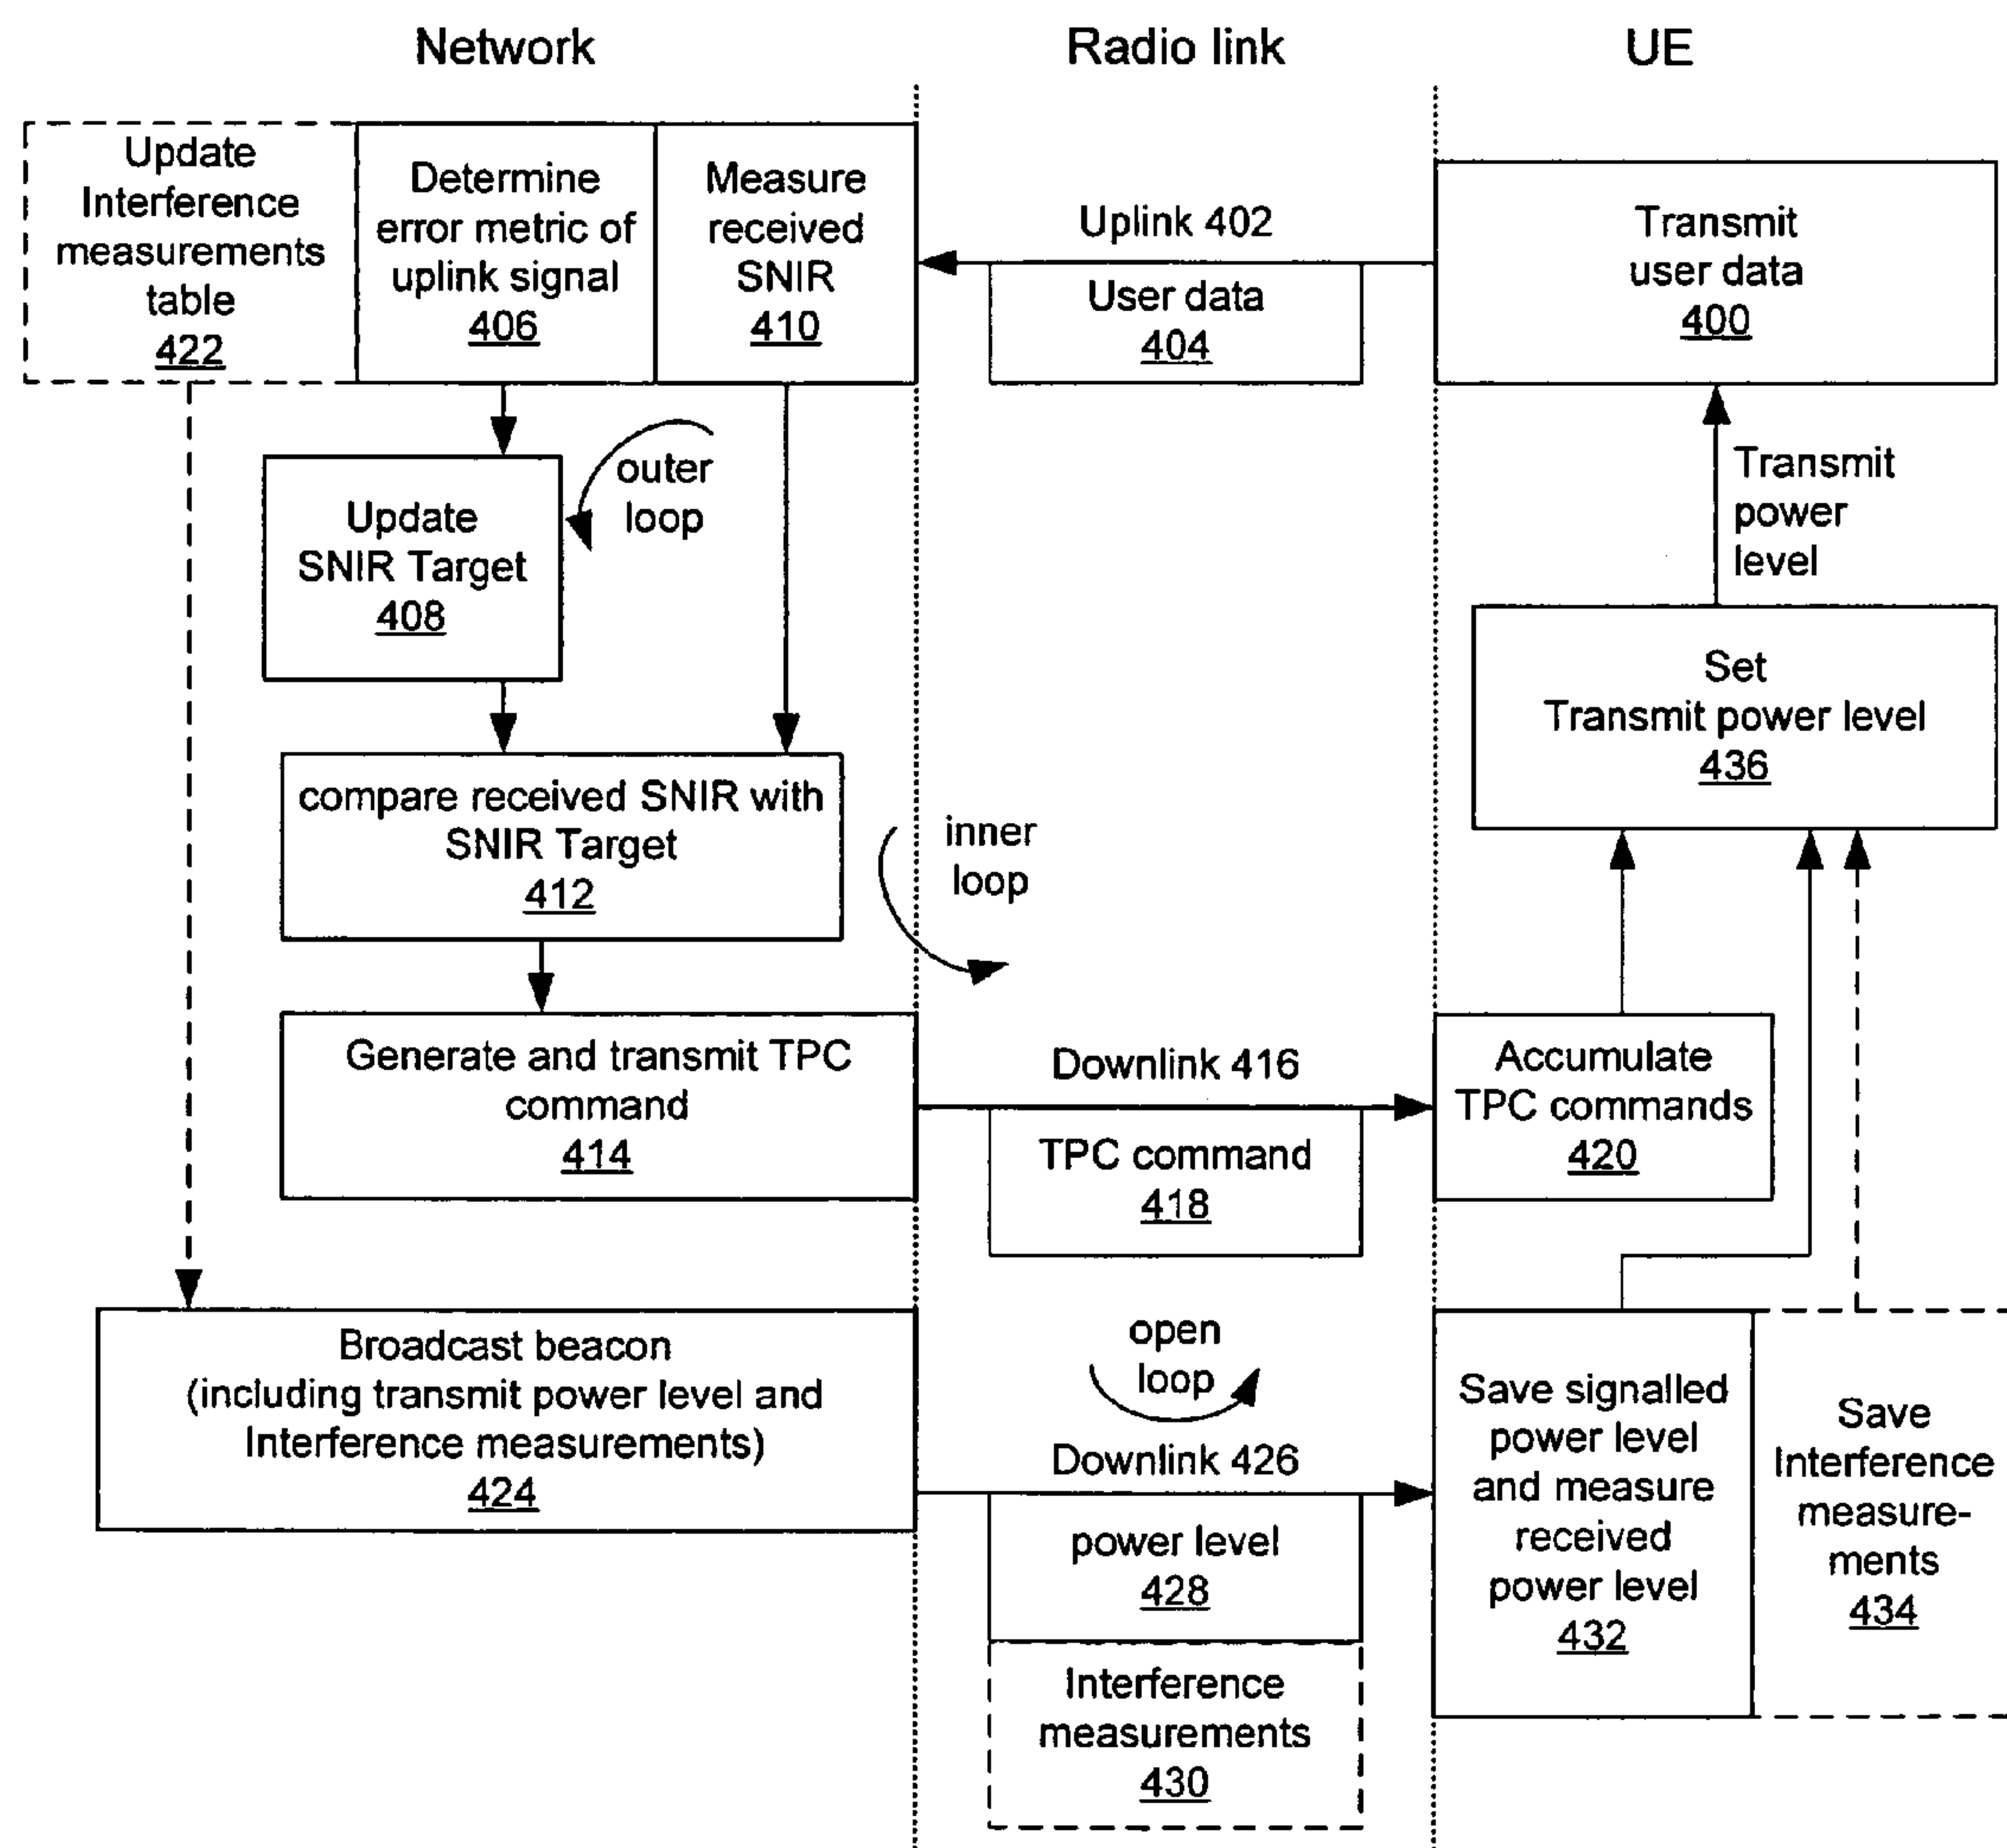 Network
Radio link
UE
Update
Interference
measurements
table
422
Determine
error metric of
uplink signal
406
Measure
received
SNIR
410
Uplink 402
User data
404
Transmit
user data
400
outer
loop
Update
SNIR Target
408
Transmit
power
level
Set
Transmit power level
436
compare received SNIR with
SNIR Target
412
inner
loop
Generate and transmit TPC
command
414
Downlink 416
TPC command
418
Accumulate
TPC commands
420
Broadcast beacon
(including transmit power level and
Interference measurements)
424
open
loop
Downlink 426
power level
428
Interference
measurements
430
Save signalled
power level
and measure
received
power level
432
Save
Interference
measure-
ments
434